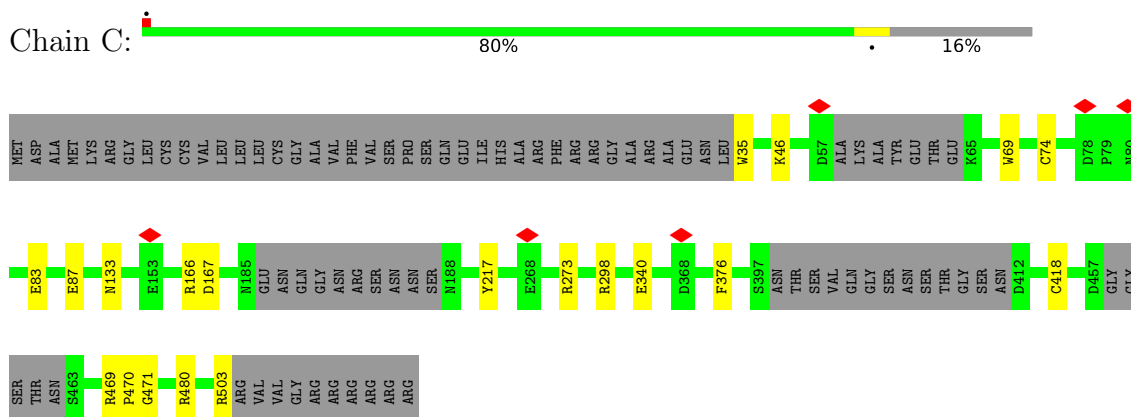 Chain C:
80%
16%
MET ASP ALA MET LYS ARG GLY LEU CYS CYS VAL LEU LEU LEU CYS GLY ALA VAL PHE VAL SER PRO SER GLN GLU ILE HIS ALA ARG PHE ARG ARG GLY ALA ARG ALA GLU ASN LEU W35 K46 D57 ALA LYS ALA TYR GLU THR GLU K65 W69 C74 D78 P79 N80
E83 E87 N133 E153 R166 D167 N185 GLU ASN GLN GLY ASN ARG SER ASN ASN SER N188 Y217 E268 R273 R298 E340 D368 F376 S397 ASN THR SER VAL GLN GLY SER ASN SER THR GLY SER ASN D412 C418 D457 GLY GLY
SER THR ASN S463 R469 P470 G471 R480 R503 ARG VAL VAL GLY ARG ARG ARG ARG ARG ARG